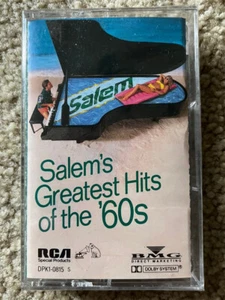 Salem
Salem's
Greatest Hits
of the '60s
RCA
Special Products
BMG
DIRECT MARKETING
DPK1-0815 S
DOLBY SYSTEM